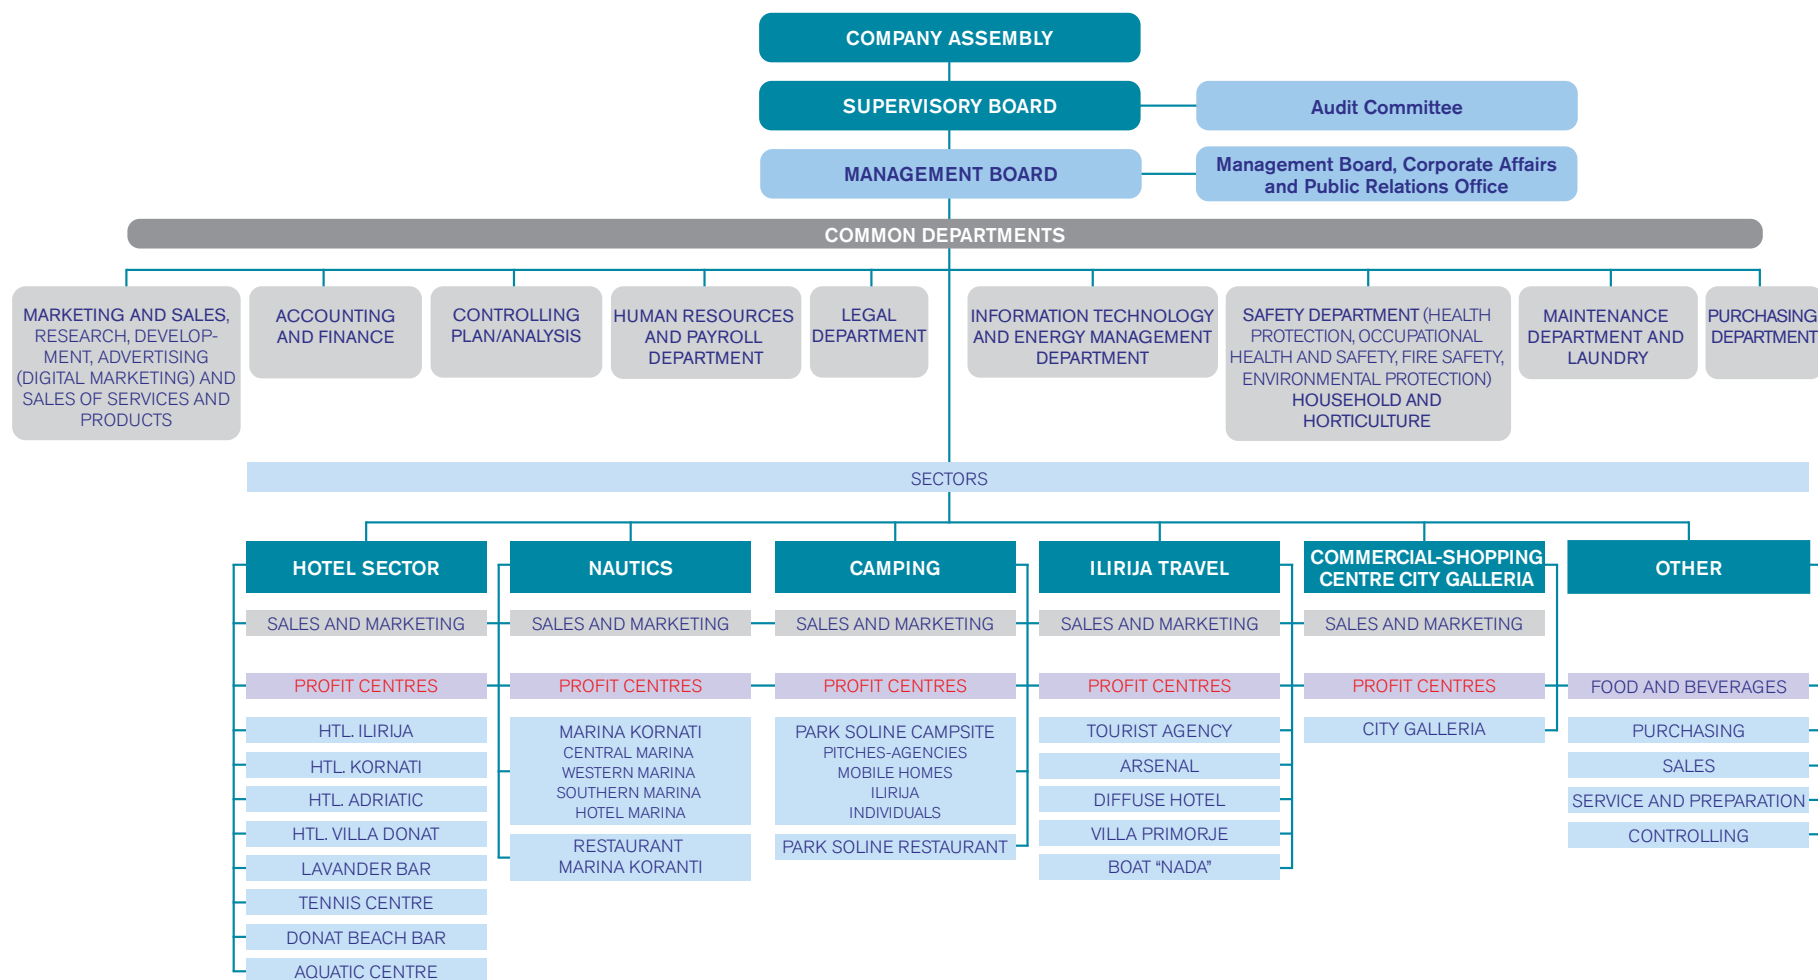 COMPANY ASSEMBLY
SUPERVISORY BOARD
Audit Committee
MANAGEMENT BOARD
Management Board, Corporate Affairs
and Public Relations Office
COMMON DEPARTMENTS
MARKETING AND SALES,
RESEARCH, DEVELOP-
MENT, ADVERTISING
(DIGITAL MARKETING) AND
SALES OF SERVICES AND
PRODUCTS
ACCOUNTING
AND FINANCE
CONTROLLING
PLAN/ANALYSIS
HUMAN RESOURCES
AND PAYROLL
DEPARTMENT
LEGAL
DEPARTMENT
INFORMATION TECHNOLOGY
AND ENERGY MANAGEMENT
DEPARTMENT
SAFETY DEPARTMENT (HEALTH
PROTECTION, OCCUPATIONAL
HEALTH AND SAFETY, FIRE SAFETY,
ENVIRONMENTAL PROTECTION)
HOUSEHOLD AND
HORTICULTURE
MAINTENANCE
DEPARTMENT AND
LAUNDRY
PURCHASING
DEPARTMENT
SECTORS
HOTEL SECTOR
SALES AND MARKETING
PROFIT CENTRES
HTL. ILIRIJA
HTL. KORNATI
HTL. ADRIATIC
HTL. VILLA DONAT
LAVANDER BAR
TENNIS CENTRE
DONAT BEACH BAR
AQUATIC CENTRE
NAUTICS
SALES AND MARKETING
PROFIT CENTRES
MARINA KORNATI
CENTRAL MARINA
WESTERN MARINA
SOUTHERN MARINA
HOTEL MARINA
RESTAURANT
MARINA KORANTI
CAMPING
SALES AND MARKETING
PROFIT CENTRES
PARK SOLINE CAMPSITE
PITCHES-AGENCIES
MOBILE HOMES
ILIRIJA
INDIVIDUALS
PARK SOLINE RESTAURANT
ILIRIJA TRAVEL
SALES AND MARKETING
PROFIT CENTRES
TOURIST AGENCY
ARSENAL
DIFFUSE HOTEL
VILLA PRIMORJE
BOAT “NADA”
COMMERCIAL-SHOPPING
CENTRE CITY GALLERIA
SALES AND MARKETING
PROFIT CENTRES
CITY GALLERIA
OTHER
FOOD AND BEVERAGES
PURCHASING
SALES
SERVICE AND PREPARATION
CONTROLLING